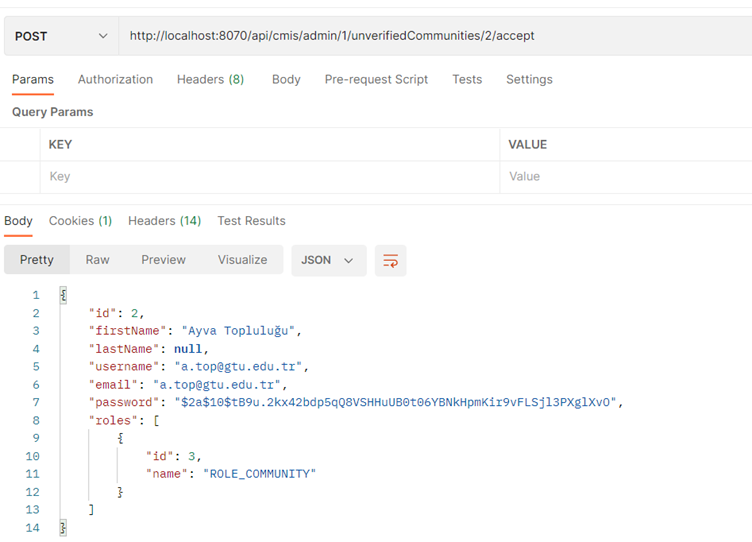 POST http://localhost:8070/api/cmis/admin/1/unverifiedCommunities/2/accept
Params Authorization Headers (8) Body Pre-request Script Tests Settings
Query Params
KEY VALUE
Key Value
Body Cookies (1) Headers (14) Test Results
Pretty Raw Preview Visualize JSON
1 {
2 "id": 2,
3 "firstName": "Ayva Topluluğu",
4 "lastName": null,
5 "username": "a.top@gtu.edu.tr",
6 "email": "a.top@gtu.edu.tr",
7 "password": "$2a$10$tB9u.2kx42bdp5qQ8VSHHuUB0t06YBNkHpmKir9vFLSjl3PXglXvO",
8 "roles": [
9 {
10 "id": 3,
11 "name": "ROLE_COMMUNITY"
12 }
13 ]
14 }